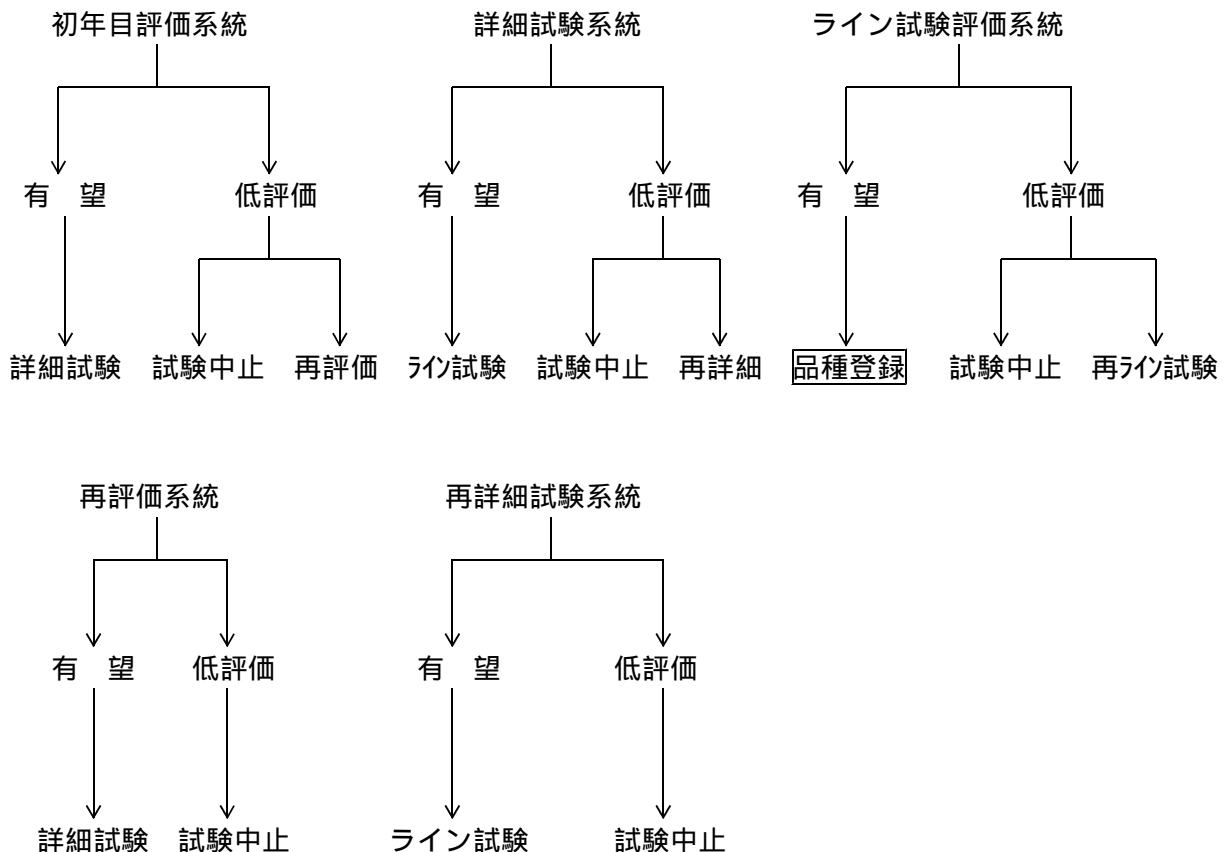 初年目評価系統 詳細試験系統 ライン試験評価系統
有 望 低評価 有 望 低評価 有 望 低評価
詳細試験 試験中止 再評価 ﾗｲﾝ試験 試験中止 再詳細 品種登録 試験中止 再ﾗｲﾝ試験
再評価系統 再詳細試験系統
有 望 低評価 有 望 低評価
詳細試験 試験中止 ライン試験 試験中止